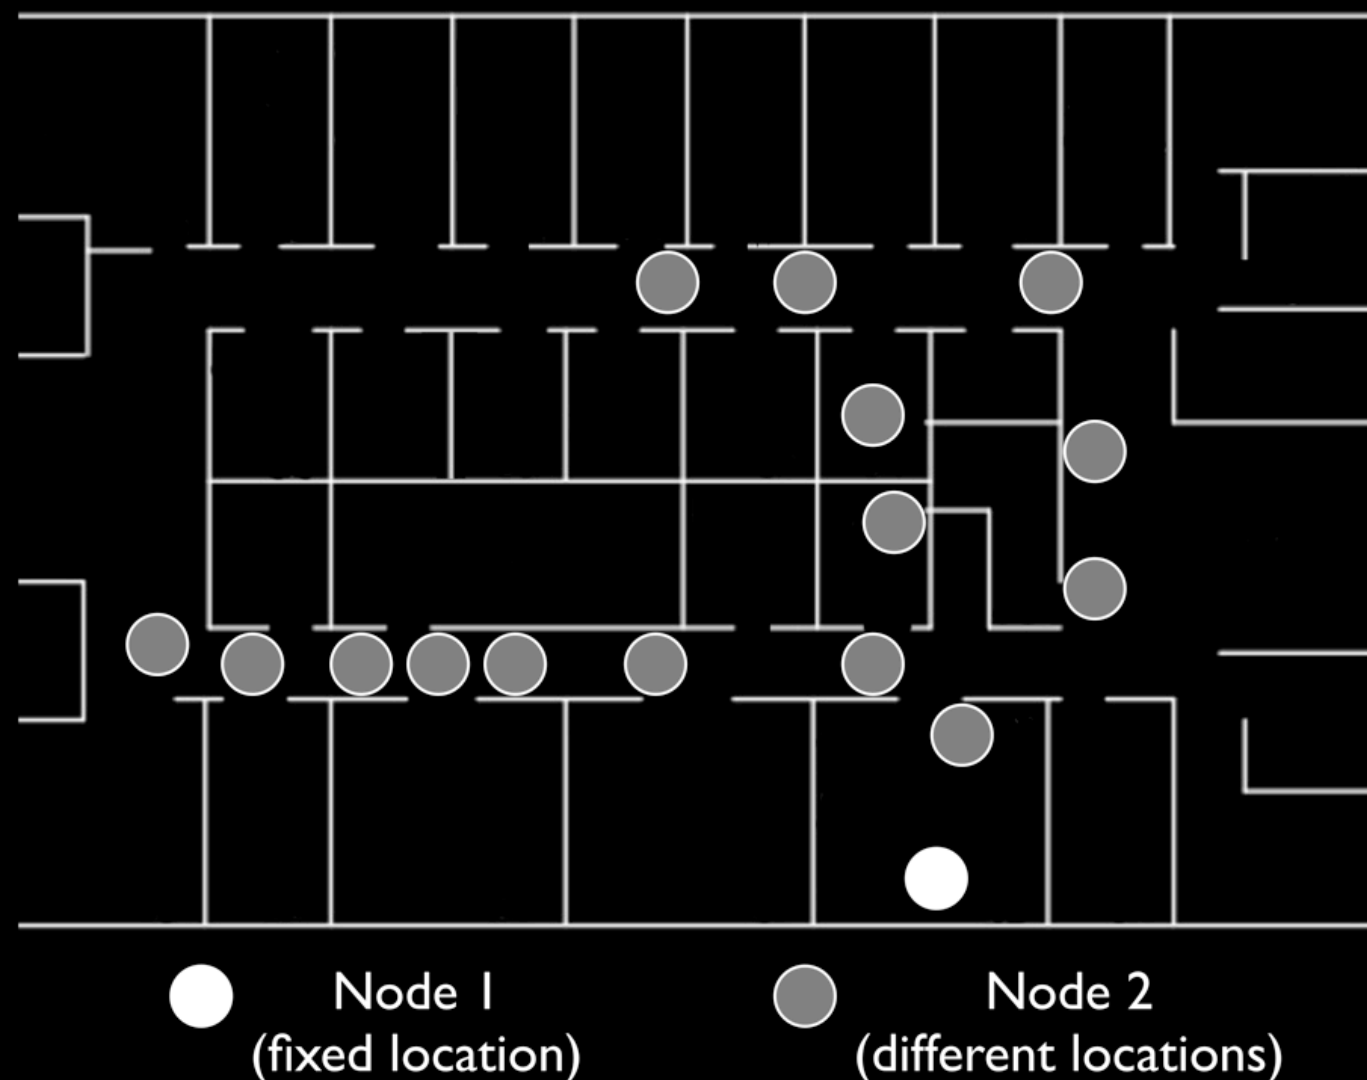 Node 1
(fixed location)
Node 2
(different locations)